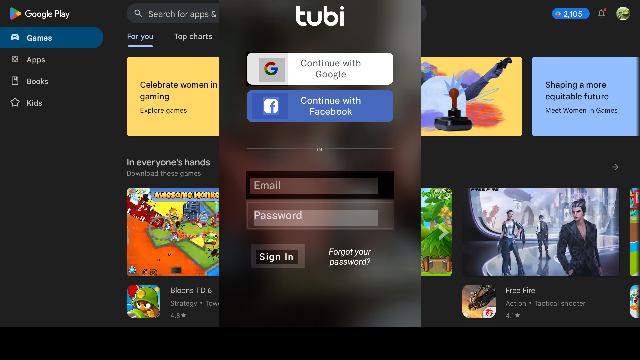 Google Play
Search for apps &
2,105
Games
Apps
Books
Kids
For you
Top charts
tubi
Continue with
Google
Continue with
Facebook
OR
Email
Password
Sign In
Forgot your
password?
Celebrate women in
gaming
Explore games
Shaping a more
equitable future
Meet Women in Games
In everyone's hands
Download these games
Bloons TD 6
Strategy • Tow
4.8★
Free Fire
Action • Tactical shooter
4.1★